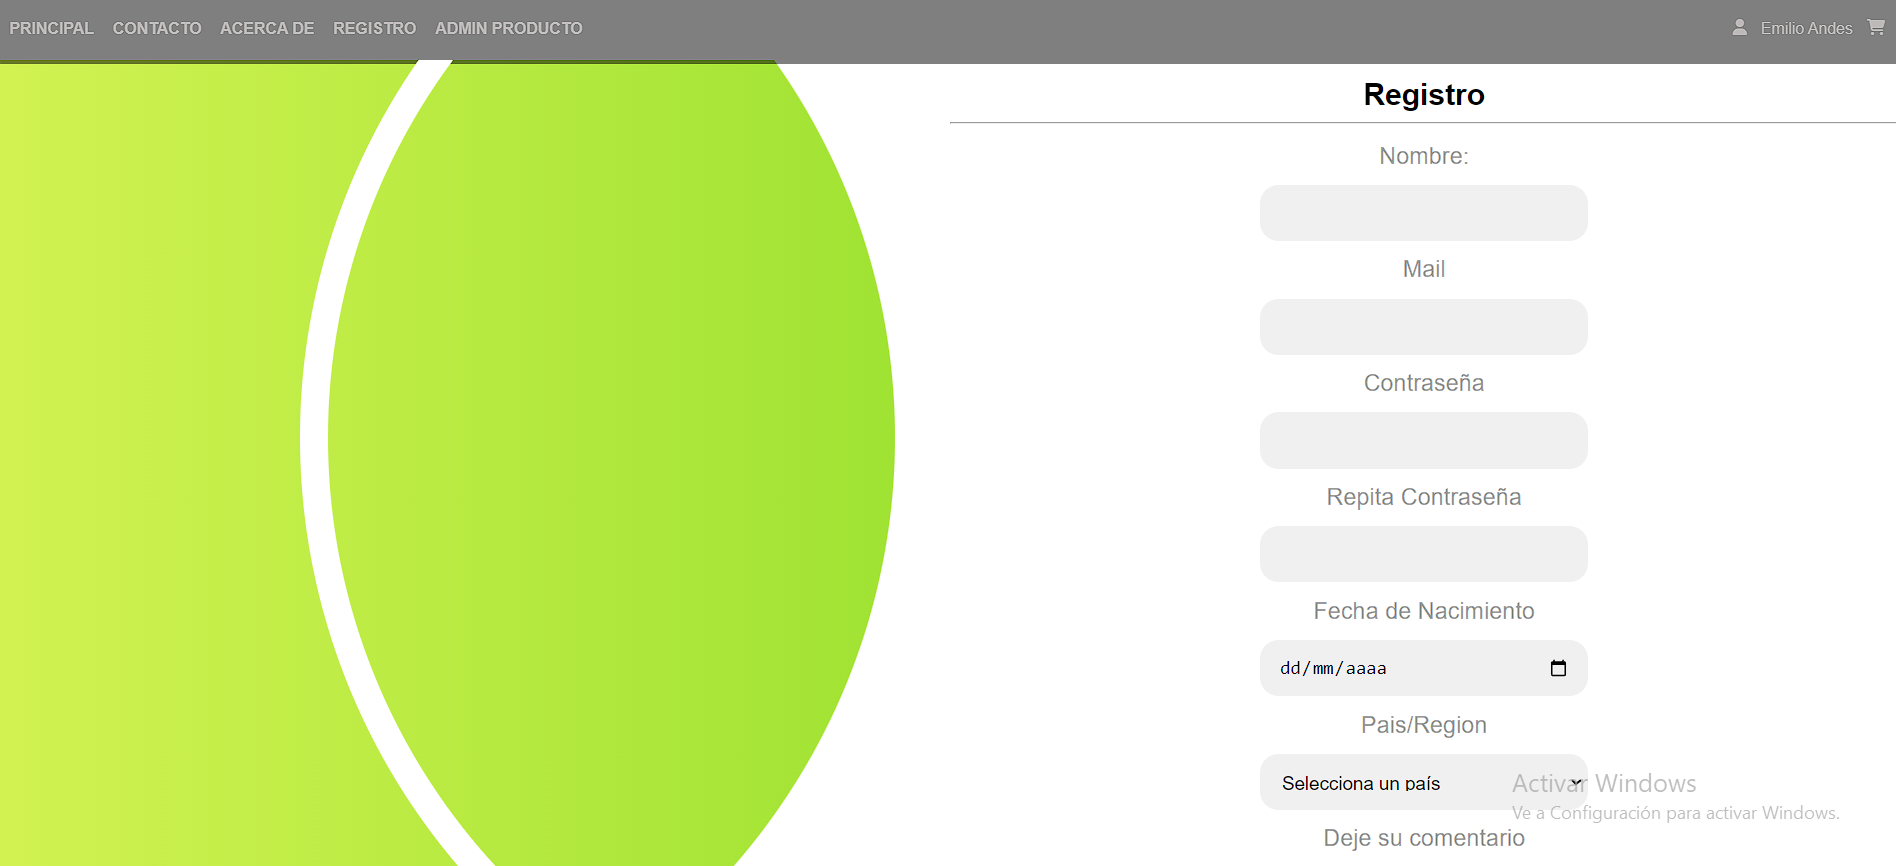 PRINCIPAL CONTACTO ACERCA DE REGISTRO ADMIN PRODUCTO Emilio Andes
Registro
Nombre:
Mail
Contraseña
Repita Contraseña
Fecha de Nacimiento
dd/mm/aaaa
Pais/Region
Selecciona un país
Activar Windows
Ve a Configuración para activar Windows.
Deje su comentario